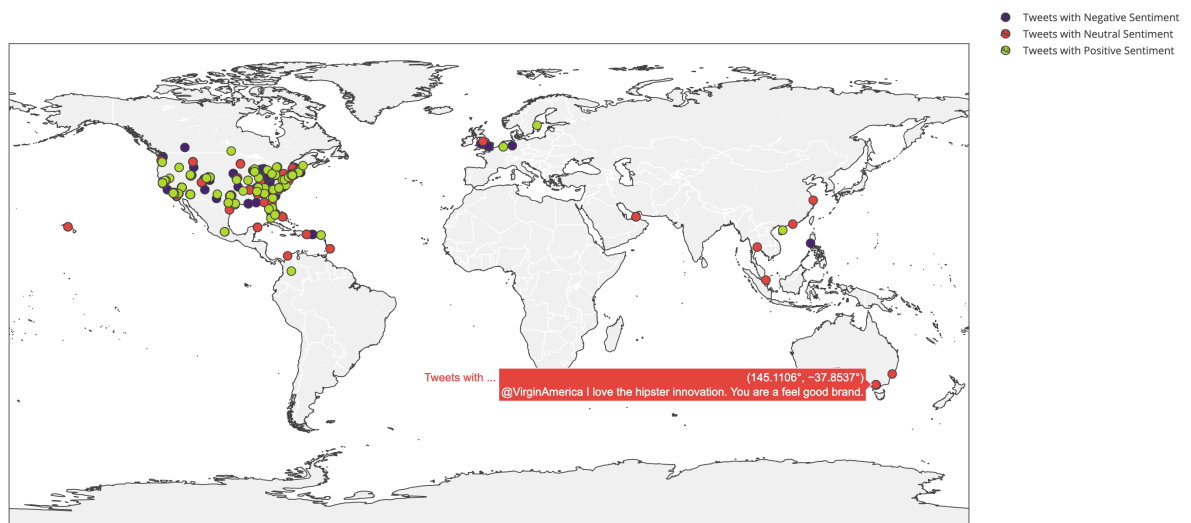 Tweets with Negative Sentiment
Tweets with Neutral Sentiment
Tweets with Positive Sentiment
Tweets with ... (145.1106°, −37.8537°)
@VirginAmerica I love the hipster innovation. You are a feel good brand.